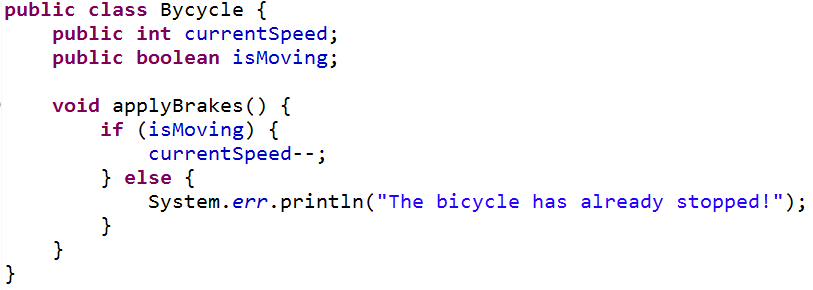 public class Bycycle {
    public int currentSpeed;
    public boolean isMoving;

    void applyBrakes() {
        if (isMoving) {
            currentSpeed--;
        } else {
            System.err.println("The bicycle has already stopped!");
        }
    }
}